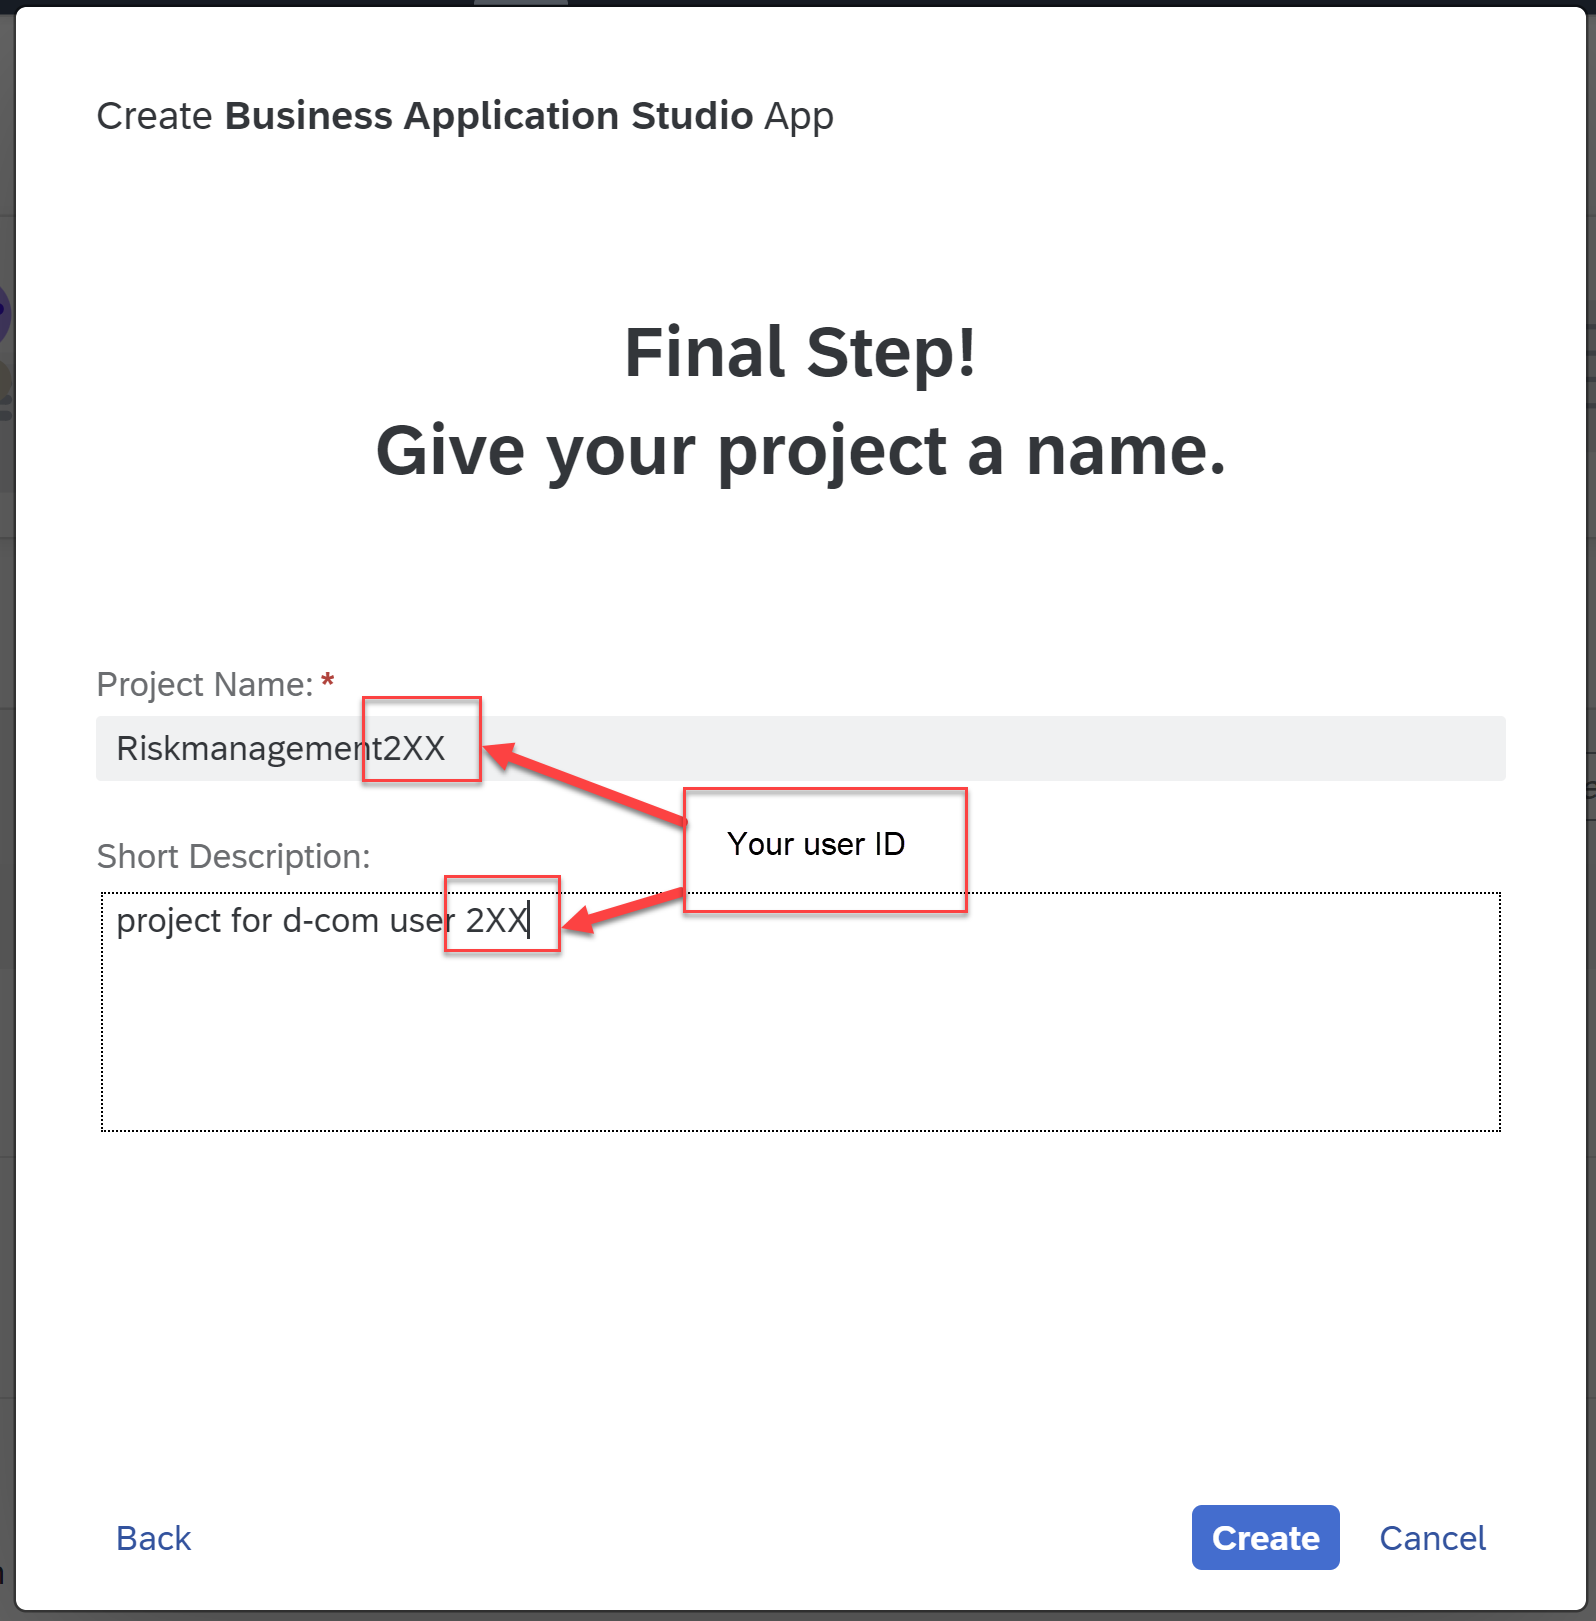 Create Business Application Studio App
Final Step!
Give your project a name.
Project Name: *
Riskmanagement2XX
Your user ID
Short Description:
project for d-com user 2XX
Back
Create
Cancel